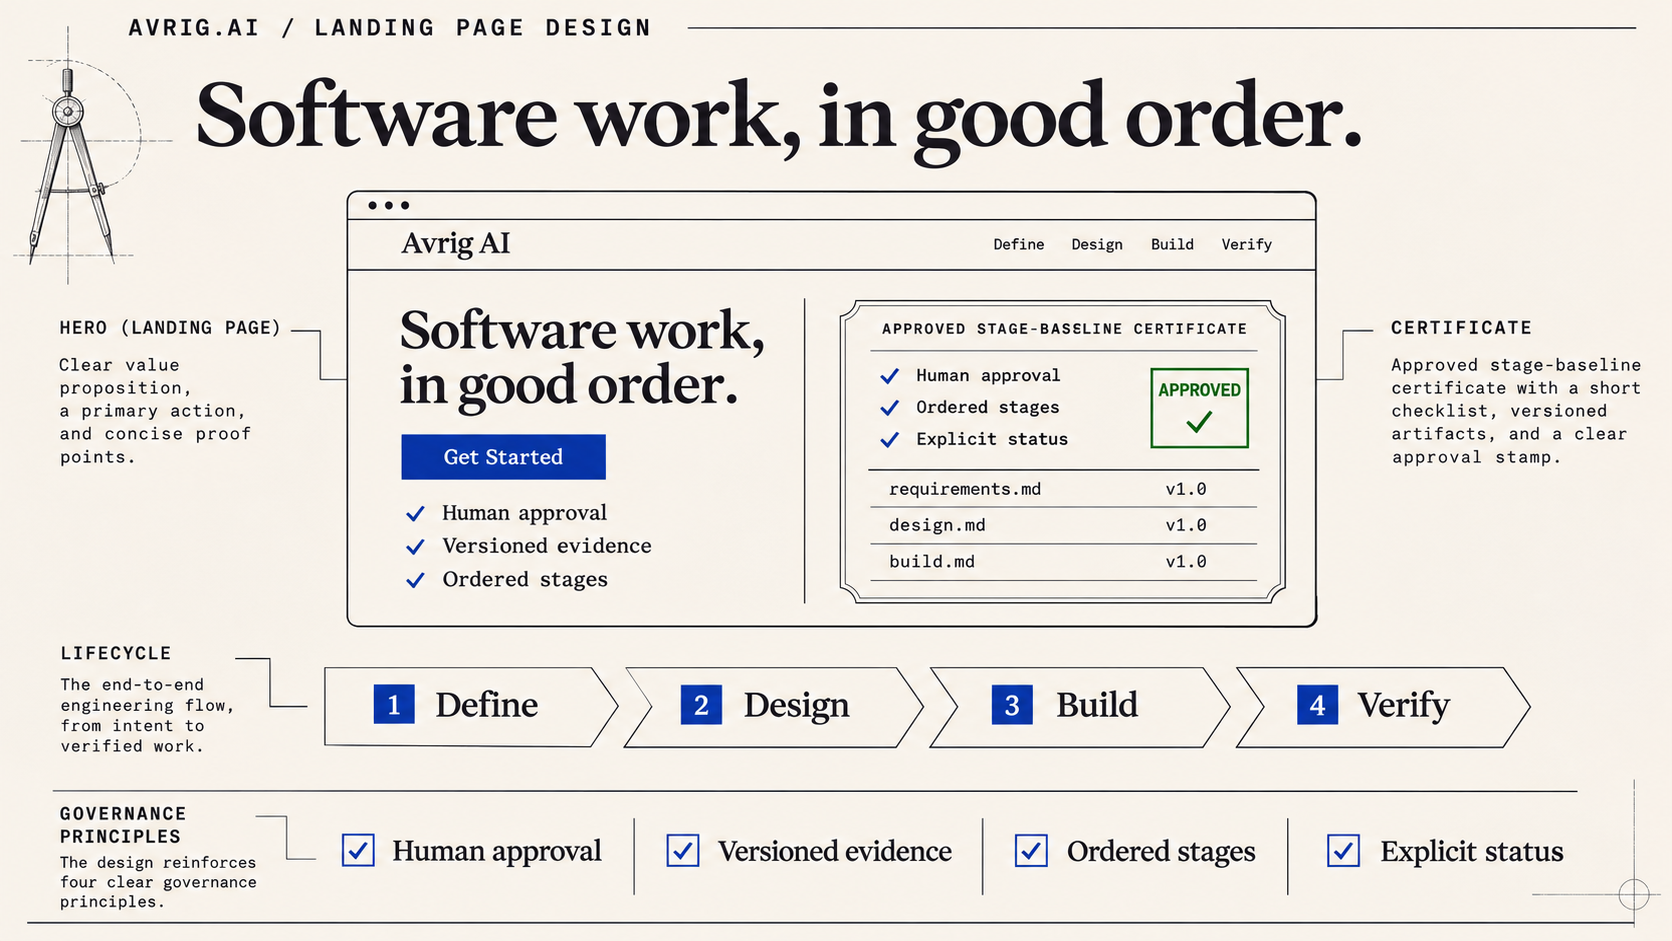 AVRIG.AI / LANDING PAGE DESIGN
Software work, in good order.
Avrig AI
Define Design Build Verify
HERO (LANDING PAGE)
Clear value
proposition,
a primary action,
and concise proof
points.
Software work,
in good order.
Get Started
Human approval
Versioned evidence
Ordered stages
APPROVED STAGE-BASSLINE CERTIFICATE
Human approval
Ordered stages
Explicit status
APPROVED
requirements.md v1.0
design.md v1.0
build.md v1.0
CERTIFICATE
Approved stage-baseline
certificate with a short
checklist, versioned
artifacts, and a clear
approval stamp.
LIFECYCLE
The end-to-end
engineering flow,
from intent to
verified work.
1 Define
2 Design
3 Build
4 Verify
GOVERNANCE
PRINCIPLES
The design reinforces
four clear governance
principles.
Human approval
Versioned evidence
Ordered stages
Explicit status